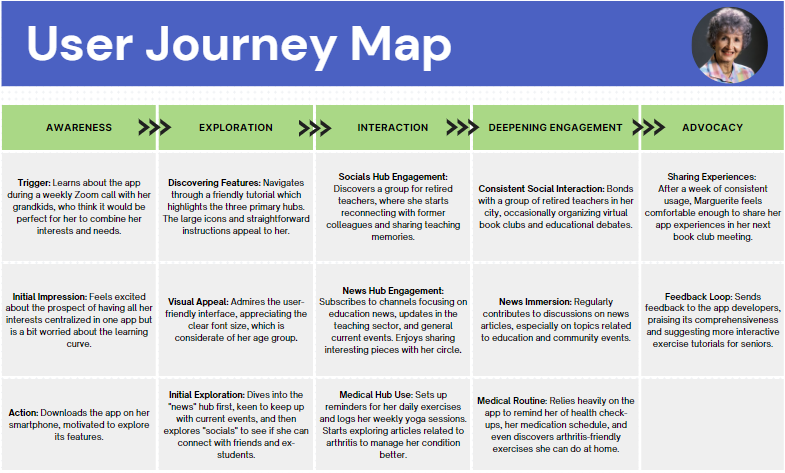 User Journey Map
AWARENESS
EXPLORATION
INTERACTION
DEEPENING ENGAGEMENT
ADVOCACY
Trigger: Learns about the app
during a weekly Zoom call with her
grandkids, who think it would be
perfect for her to combine her
interests and needs.
Discovering Features: Navigates
through a friendly tutorial which
highlights the three primary hubs.
The large icons and straightforward
instructions appeal to her.
Socials Hub Engagement:
Discovers a group for retired
teachers, where she starts
reconnecting with former
colleagues and sharing teaching
memories.
Consistent Social Interaction: Bonds
with a group of retired teachers in her
city, occasionally organizing virtual
book clubs and educational debates.
Sharing Experiences:
After a week of consistent
usage, Marguerite feels
comfortable enough to share her
app experiences in her next
book club meeting.
Initial Impression: Feels excited
about the prospect of having all her
interests centralized in one app but
is a bit worried about the learning
curve.
Visual Appeal: Admires the user-
friendly interface, appreciating the
clear font size, which is
considerate of her age group.
News Hub Engagement:
Subscribes to channels focusing on
education news, updates in the
teaching sector, and general
current events. Enjoys sharing
interesting pieces with her circle.
News Immersion: Regularly
contributes to discussions on news
articles, especially on topics related
to education and community events.
Feedback Loop: Sends
feedback to the app developers,
praising its comprehensiveness
and suggesting more interactive
exercise tutorials for seniors.
Action: Downloads the app on her
smartphone, motivated to explore
its features.
Initial Exploration: Dives into the
"news" hub first, keen to keep up
with current events, and then
explores "socials" to see if she can
connect with friends and ex-
students.
Medical Hub Use: Sets up
reminders for her daily exercises
and logs her weekly yoga sessions.
Starts exploring articles related to
arthritis to manage her condition
better.
Medical Routine: Relies heavily on the
app to remind her of health check-
ups, her medication schedule, and
even discovers arthritis-friendly
exercises she can do at home.